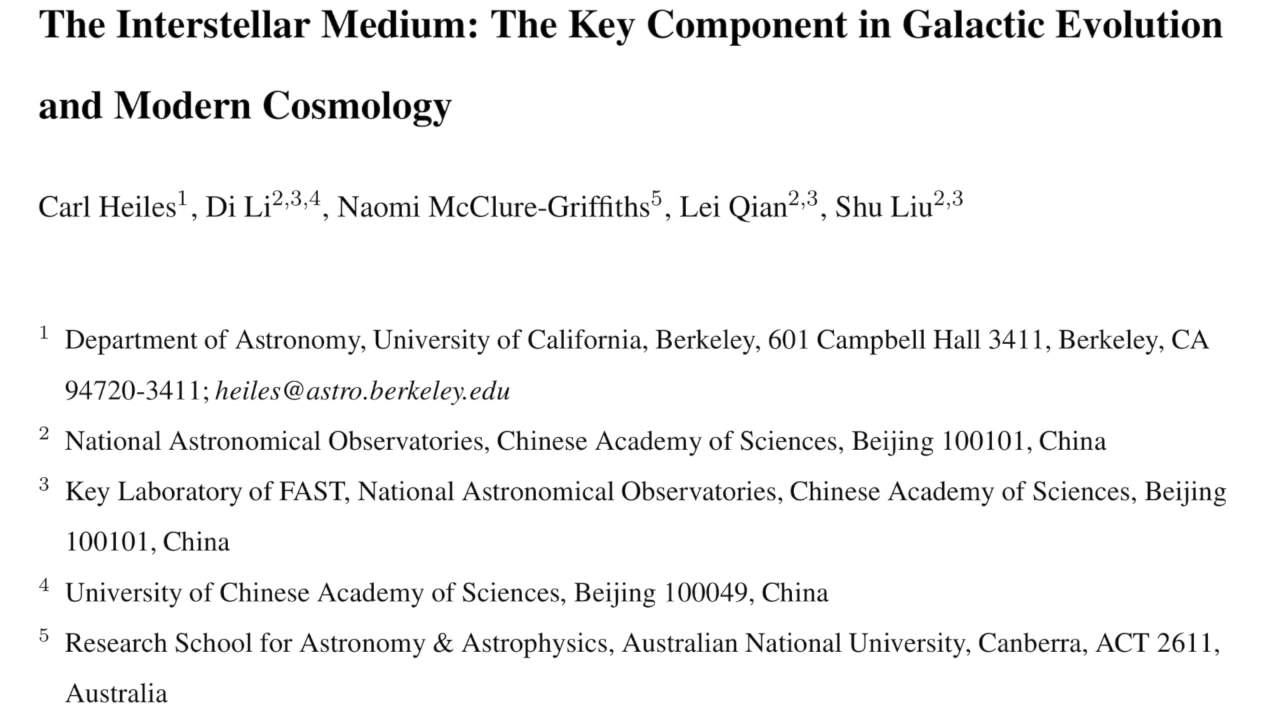 The Interstellar Medium: The Key Component in Galactic Evolution
and Modern Cosmology
Carl Heiles1, Di Li2,3,4, Naomi McClure-Griffiths5, Lei Qian2,3, Shu Liu2,3
1 Department of Astronomy, University of California, Berkeley, 601 Campbell Hall 3411, Berkeley, CA
94720-3411; heiles@astro.berkeley.edu
2 National Astronomical Observatories, Chinese Academy of Sciences, Beijing 100101, China
3 Key Laboratory of FAST, National Astronomical Observatories, Chinese Academy of Sciences, Beijing
100101, China
4 University of Chinese Academy of Sciences, Beijing 100049, China
5 Research School for Astronomy & Astrophysics, Australian National University, Canberra, ACT 2611,
Australia